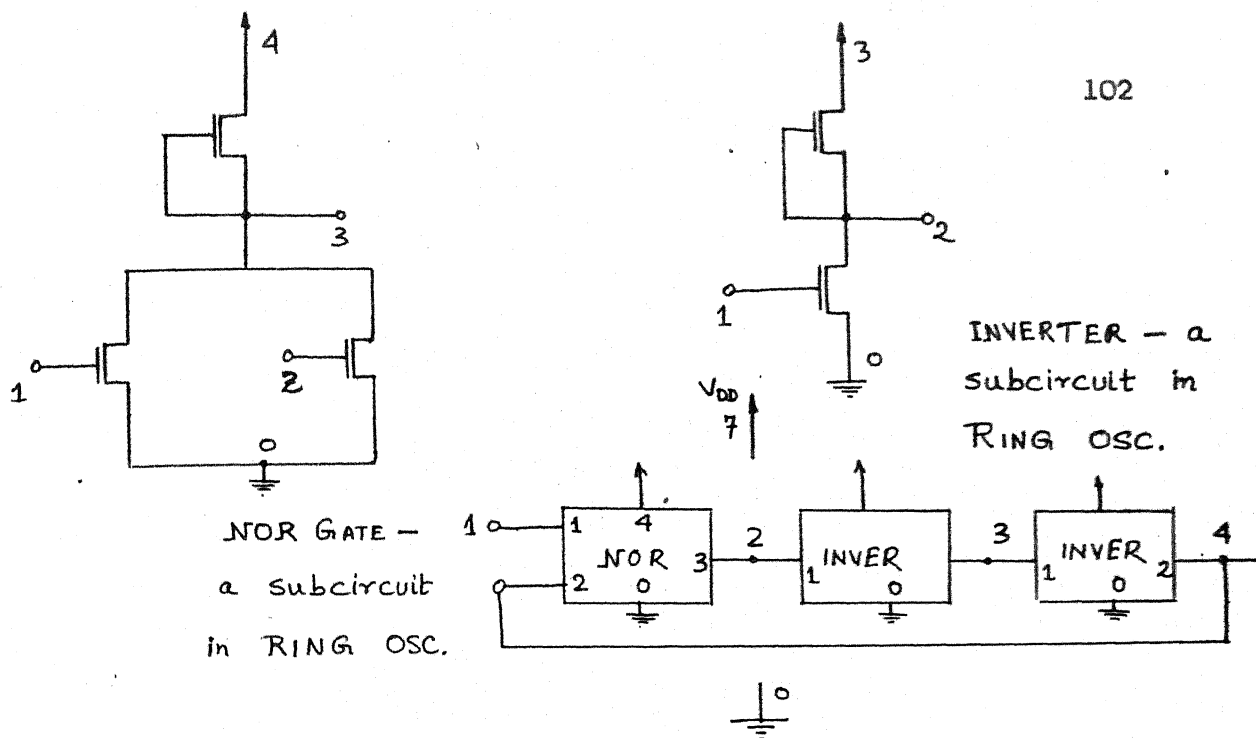 4
3
102
3
2
1
2
1
0
0
INVERTER - a
subcircuit in
RING OSC.
VDD
7
NOR GATE -
a subcircuit
in RING OSC.
1
1
4
NOR
3
2
0
2
1
INVER
0
3
1
INVER
2
0
4
0